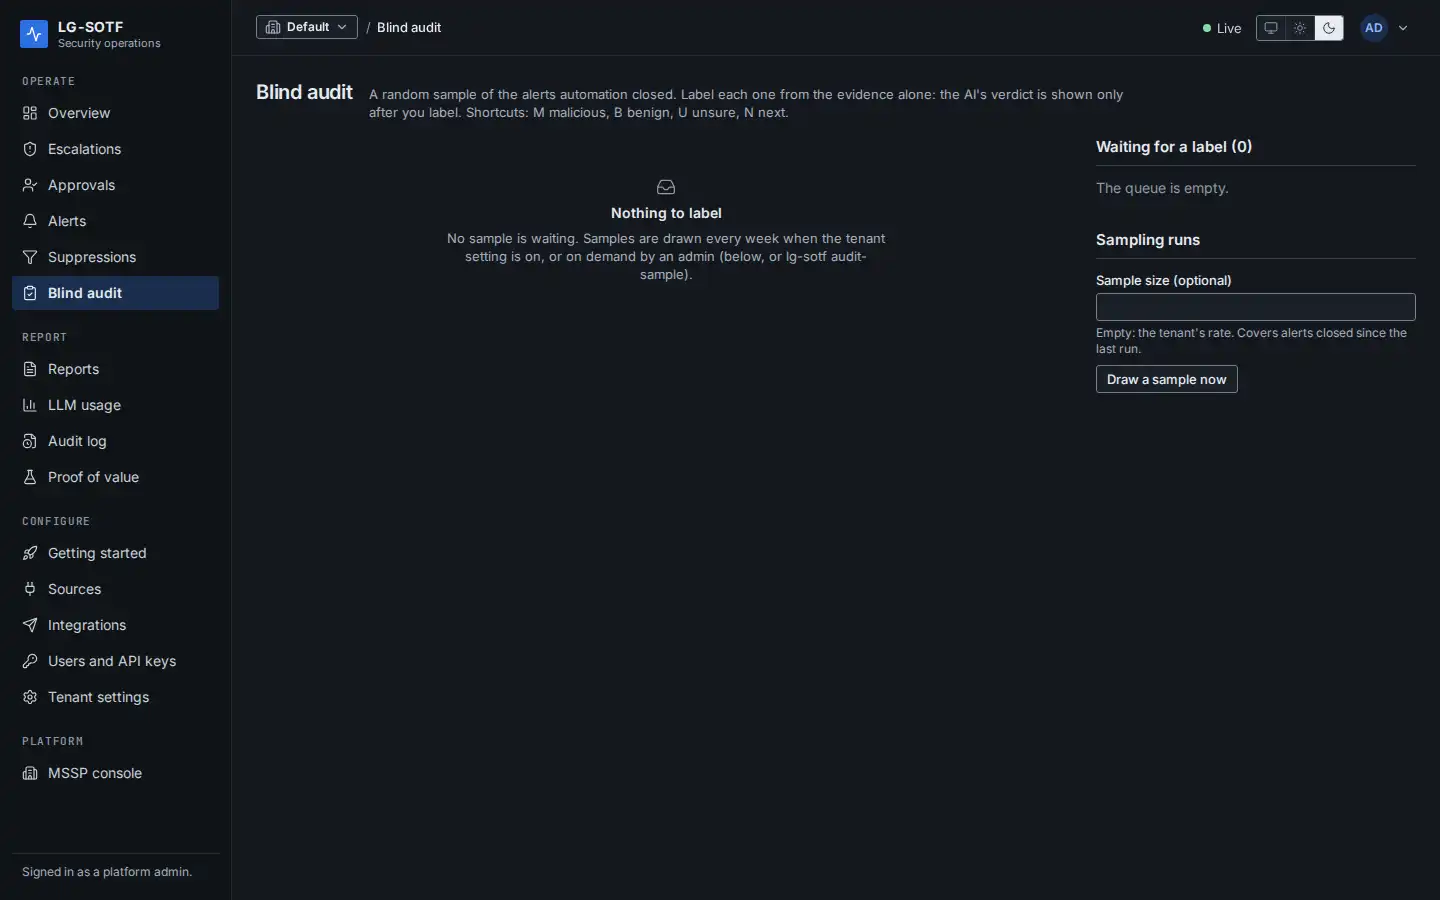 LG-SOTF
Security operations
OPERATE
Overview
Escalations
Approvals
Alerts
Suppressions
Blind audit
REPORT
Reports
LLM usage
Audit log
Proof of value
CONFIGURE
Getting started
Sources
Integrations
Users and API keys
Tenant settings
PLATFORM
MSSP console
Signed in as a platform admin.
Default / Blind audit
Live
AD
Blind audit
A random sample of the alerts automation closed. Label each one from the evidence alone: the AI's verdict is shown only
after you label. Shortcuts: M malicious, B benign, U unsure, N next.
Nothing to label
No sample is waiting. Samples are drawn every week when the tenant
setting is on, or on demand by an admin (below, or lg-sotf audit-
sample).
Waiting for a label (0)
The queue is empty.
Sampling runs
Sample size (optional)
Empty: the tenant's rate. Covers alerts closed since the
last run.
Draw a sample now